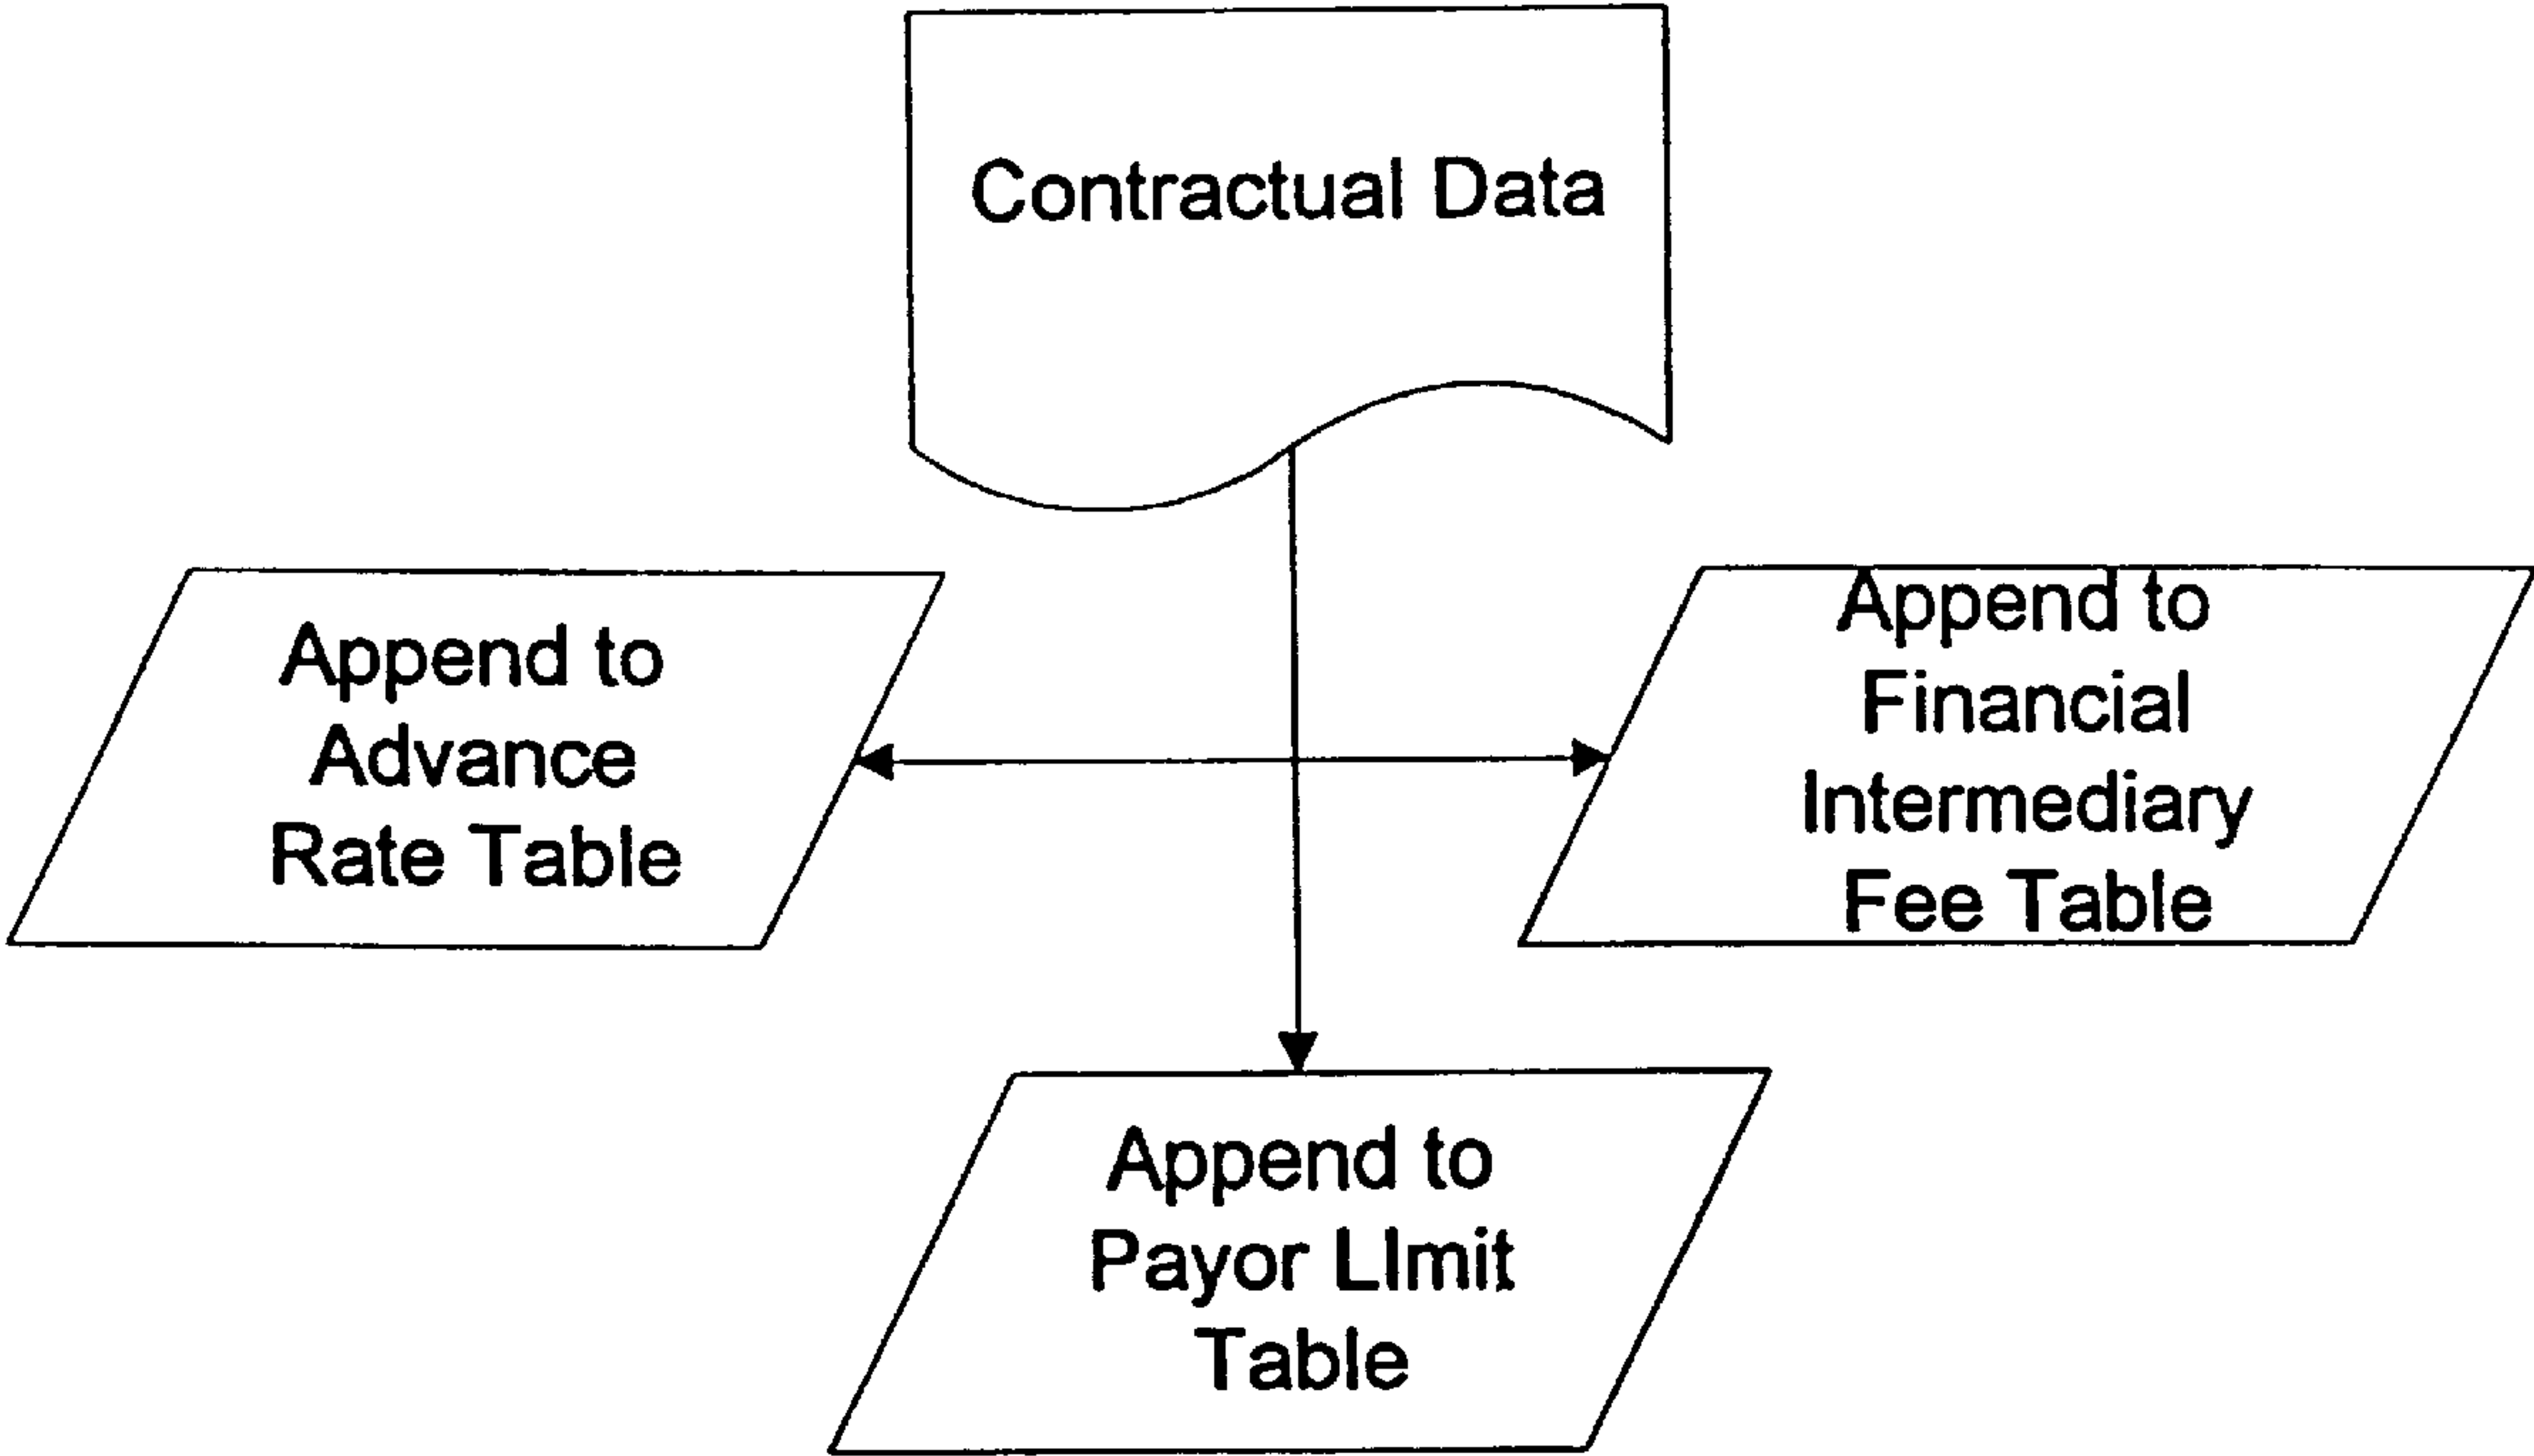 Contractual Data
Append to
Advance
Rate Table
Append to
Financial
Intermediary
Fee Table
Append to
Payor LImit
Table